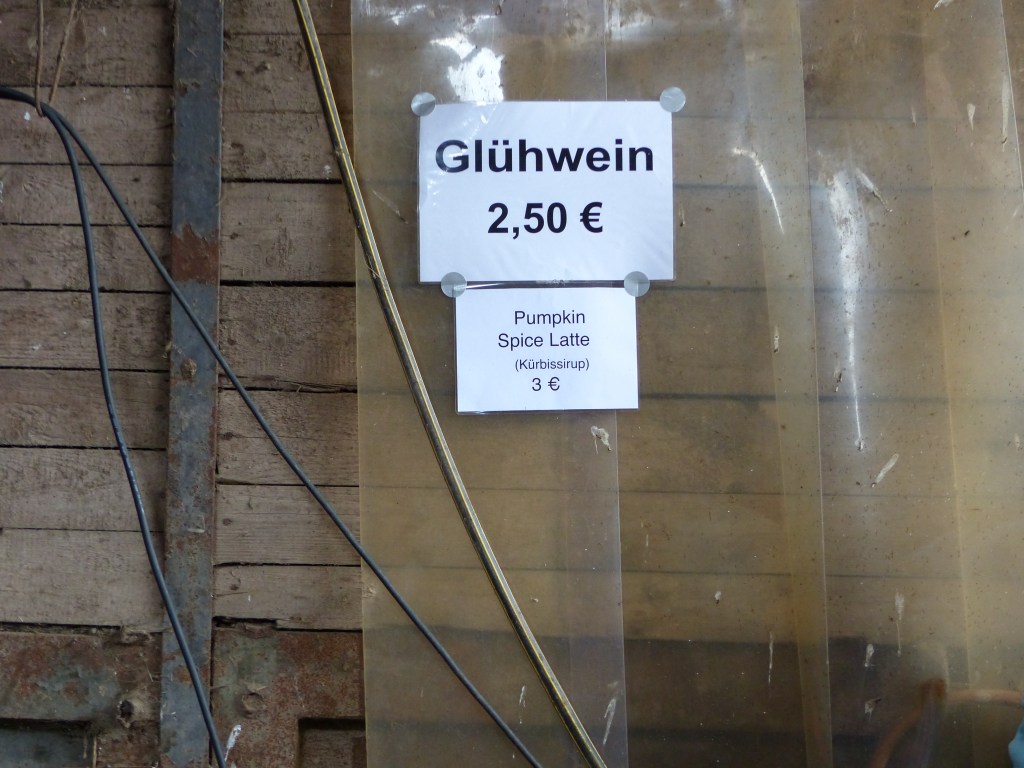 Glühwein
2,50 €
Pumpkin
Spice Latte
(Kürbissirup)
3 €